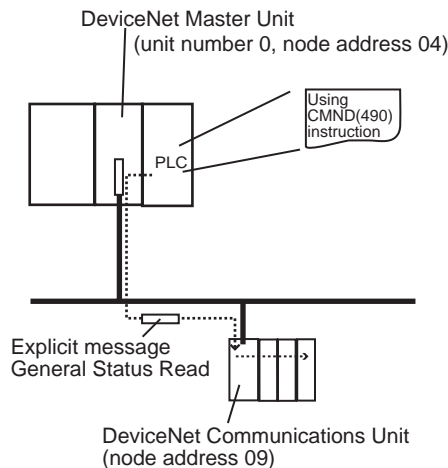 DeviceNet Master Unit
(unit number 0, node address 04)
Using
CMND(490)
instruction
PLC
Explicit message
General Status Read
DeviceNet Communications Unit
(node address 09)